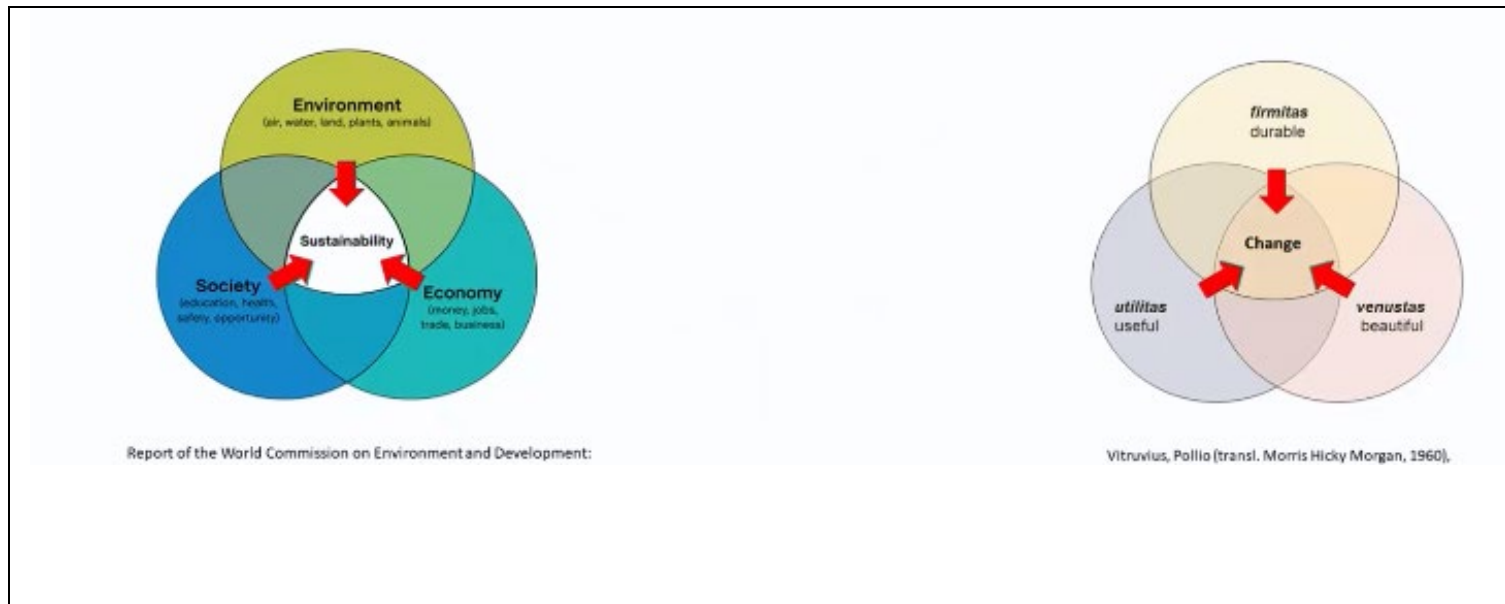 Environment
(air, water, land, plants, animals)
Sustainability
Society
(education, health,
safety, opportunity)
Economy
(money, jobs,
trade, business)
Report of the World Commission on Environment and Development:
firmitas
durable
Change
utilitas
useful
venustas
beautiful
Vitruvius, Pollio (transl. Morris Hicky Morgan, 1960),